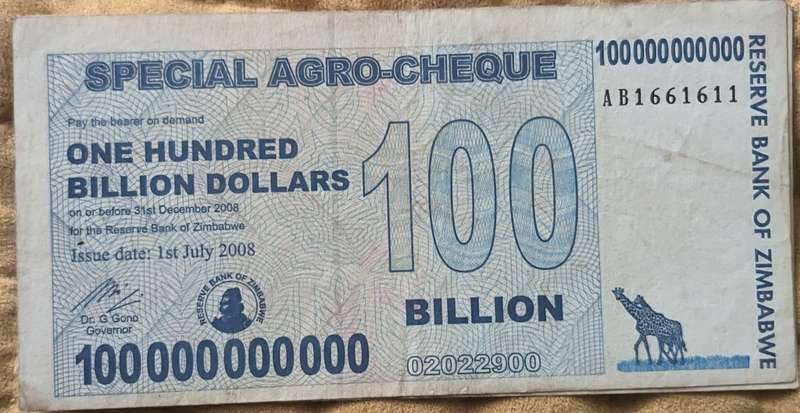 SPECIAL AGRO-CHEQUE
100000000000
AB1661611
RESERVE BANK OF ZIMBABWE
Pay the bearer on demand
ONE HUNDRED
BILLION DOLLARS
on or before 31st December 2008
for the Reserve Bank of Zimbabwe
Issue date: 1st July 2008
100
BILLION
Dr. G Gono
Governor
RESERVE BANK OF ZIMBABWE
100000000000
02022900